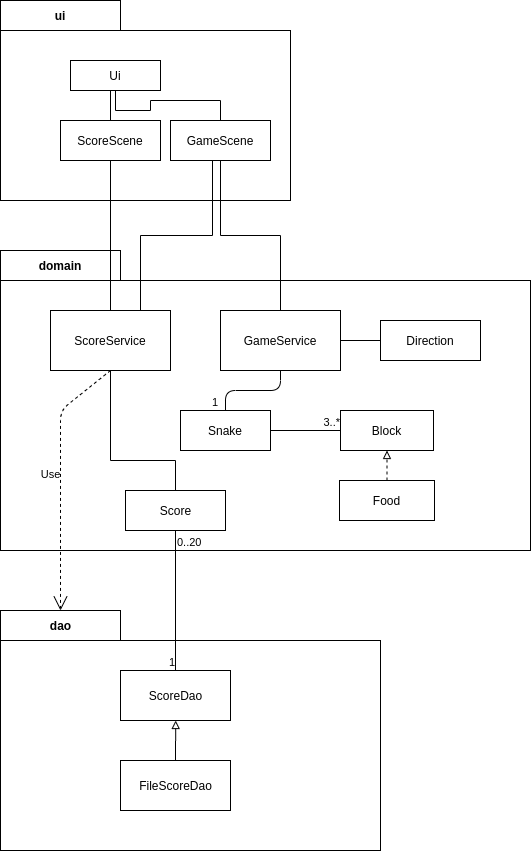 ui
Ui
ScoreScene
GameScene
domain
ScoreService
GameService
Direction
1
Snake
3..*
Block
Use
Food
Score
0..20
dao
1
ScoreDao
FileScoreDao